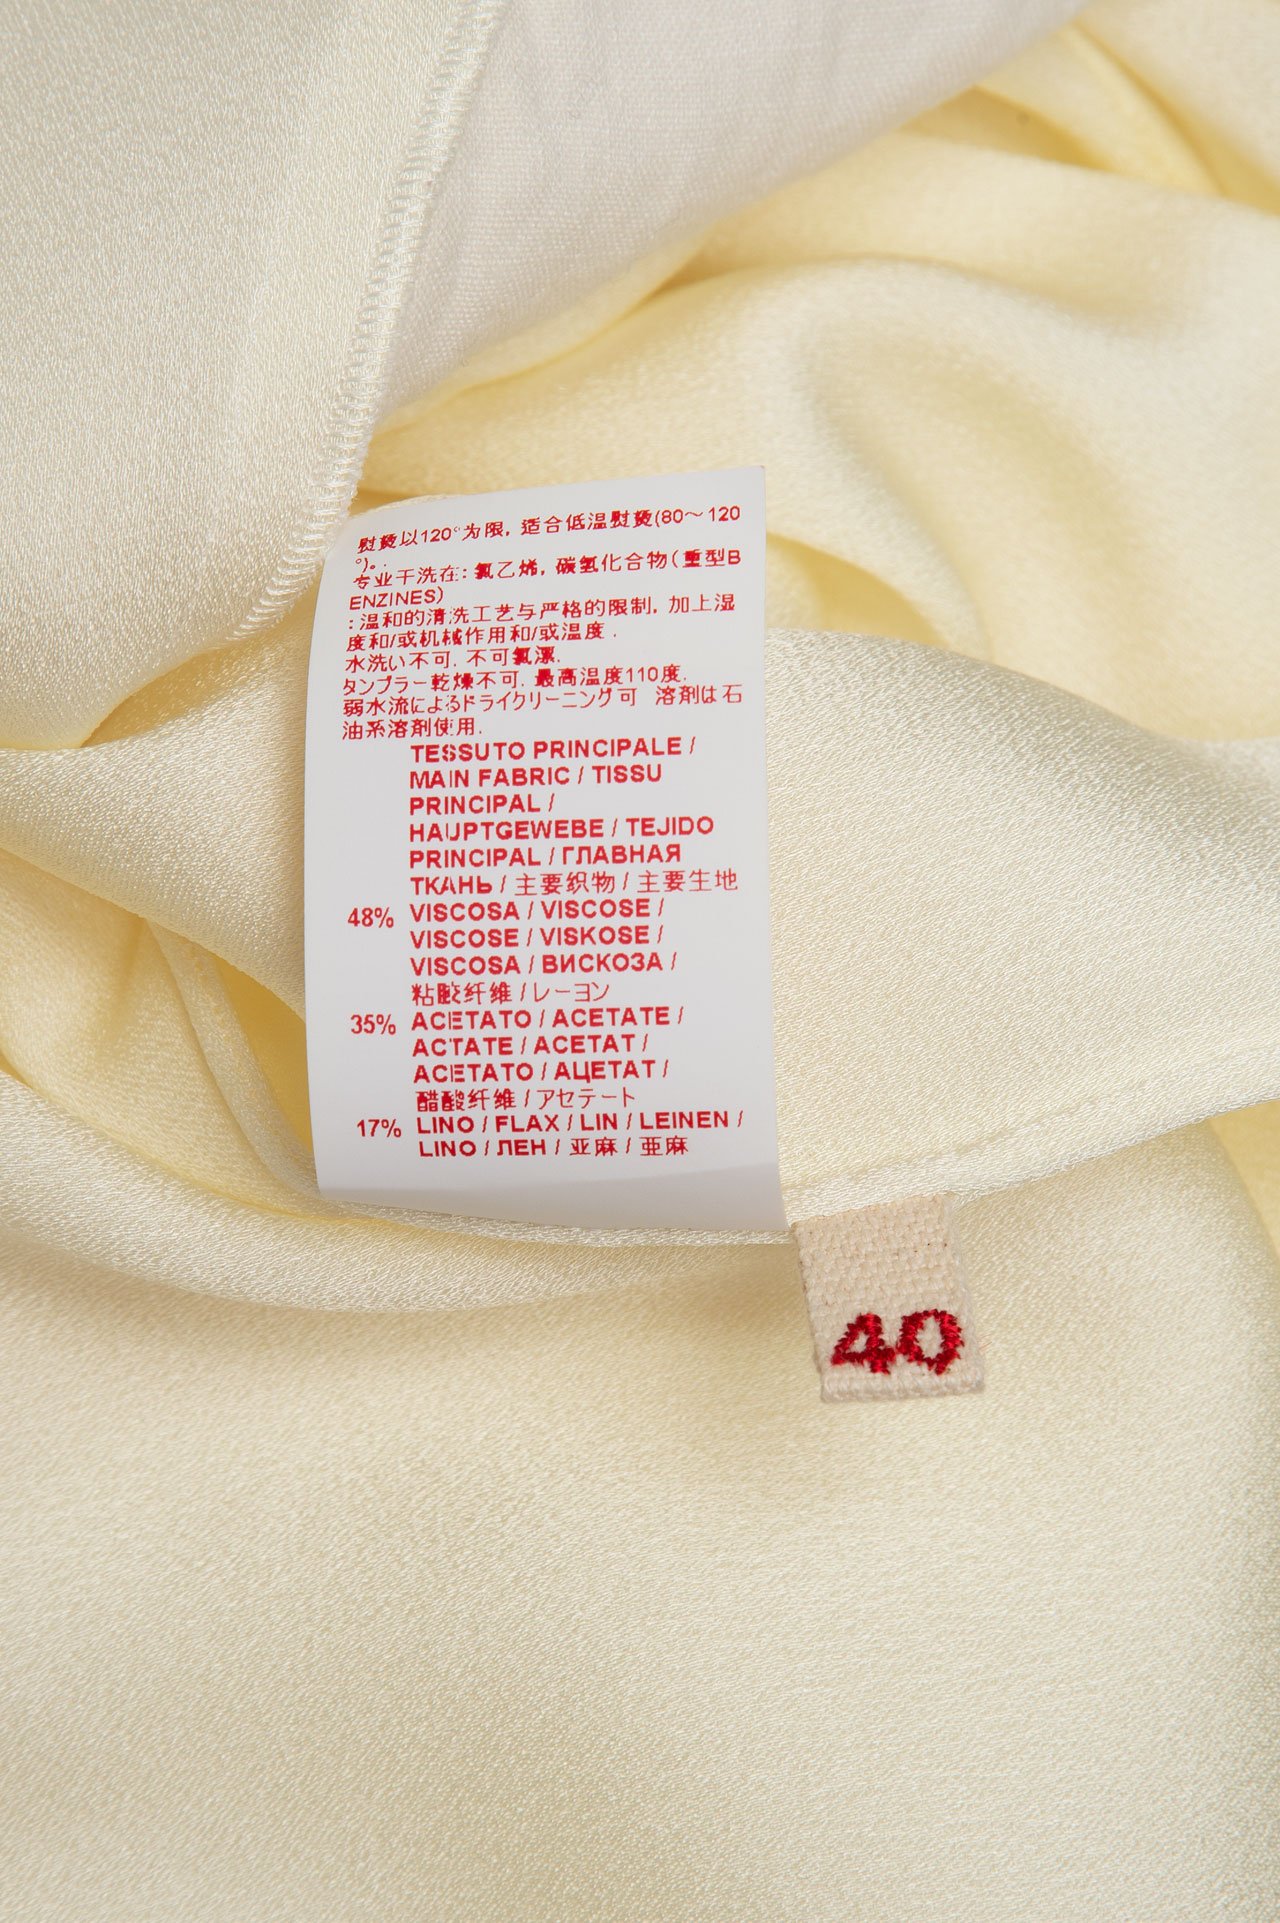 熨烫以120°为限, 适合低温熨烫(80～120
°)。.
专业干洗在: 氯乙烯, 碳氢化合物(重型B
ENZINES)
: 温和的清洗工艺与严格的限制, 加上湿
度和/或机械作用和/或温度 .
水洗い不可. 不可氯漂.
タンブラー乾燥不可. 最高温度110度.
弱水流によるドライクリーニング可 溶剤は石
油系溶剤使用.
TESSUTO PRINCIPALE /
MAIN FABRIC / TISSU
PRINCIPAL /
HAUPTGEWEBE / TEJIDO
PRINCIPAL / ГЛАВНАЯ
ТКАНЬ / 主要织物 / 主要生地
48% VISCOSA / VISCOSE /
VISCOSE / VISKOSE /
VISCOSA / ВИСКОЗА /
粘胶纤维 / レーヨン
35% ACETATO / ACETATE /
ACTATE / ACETAT /
ACETATO / АЦЕТАТ /
醋酸纤维 / アセテート
17% LINO / FLAX / LIN / LEINEN /
LINO / ЛЕН / 亚麻 / 亜麻
40